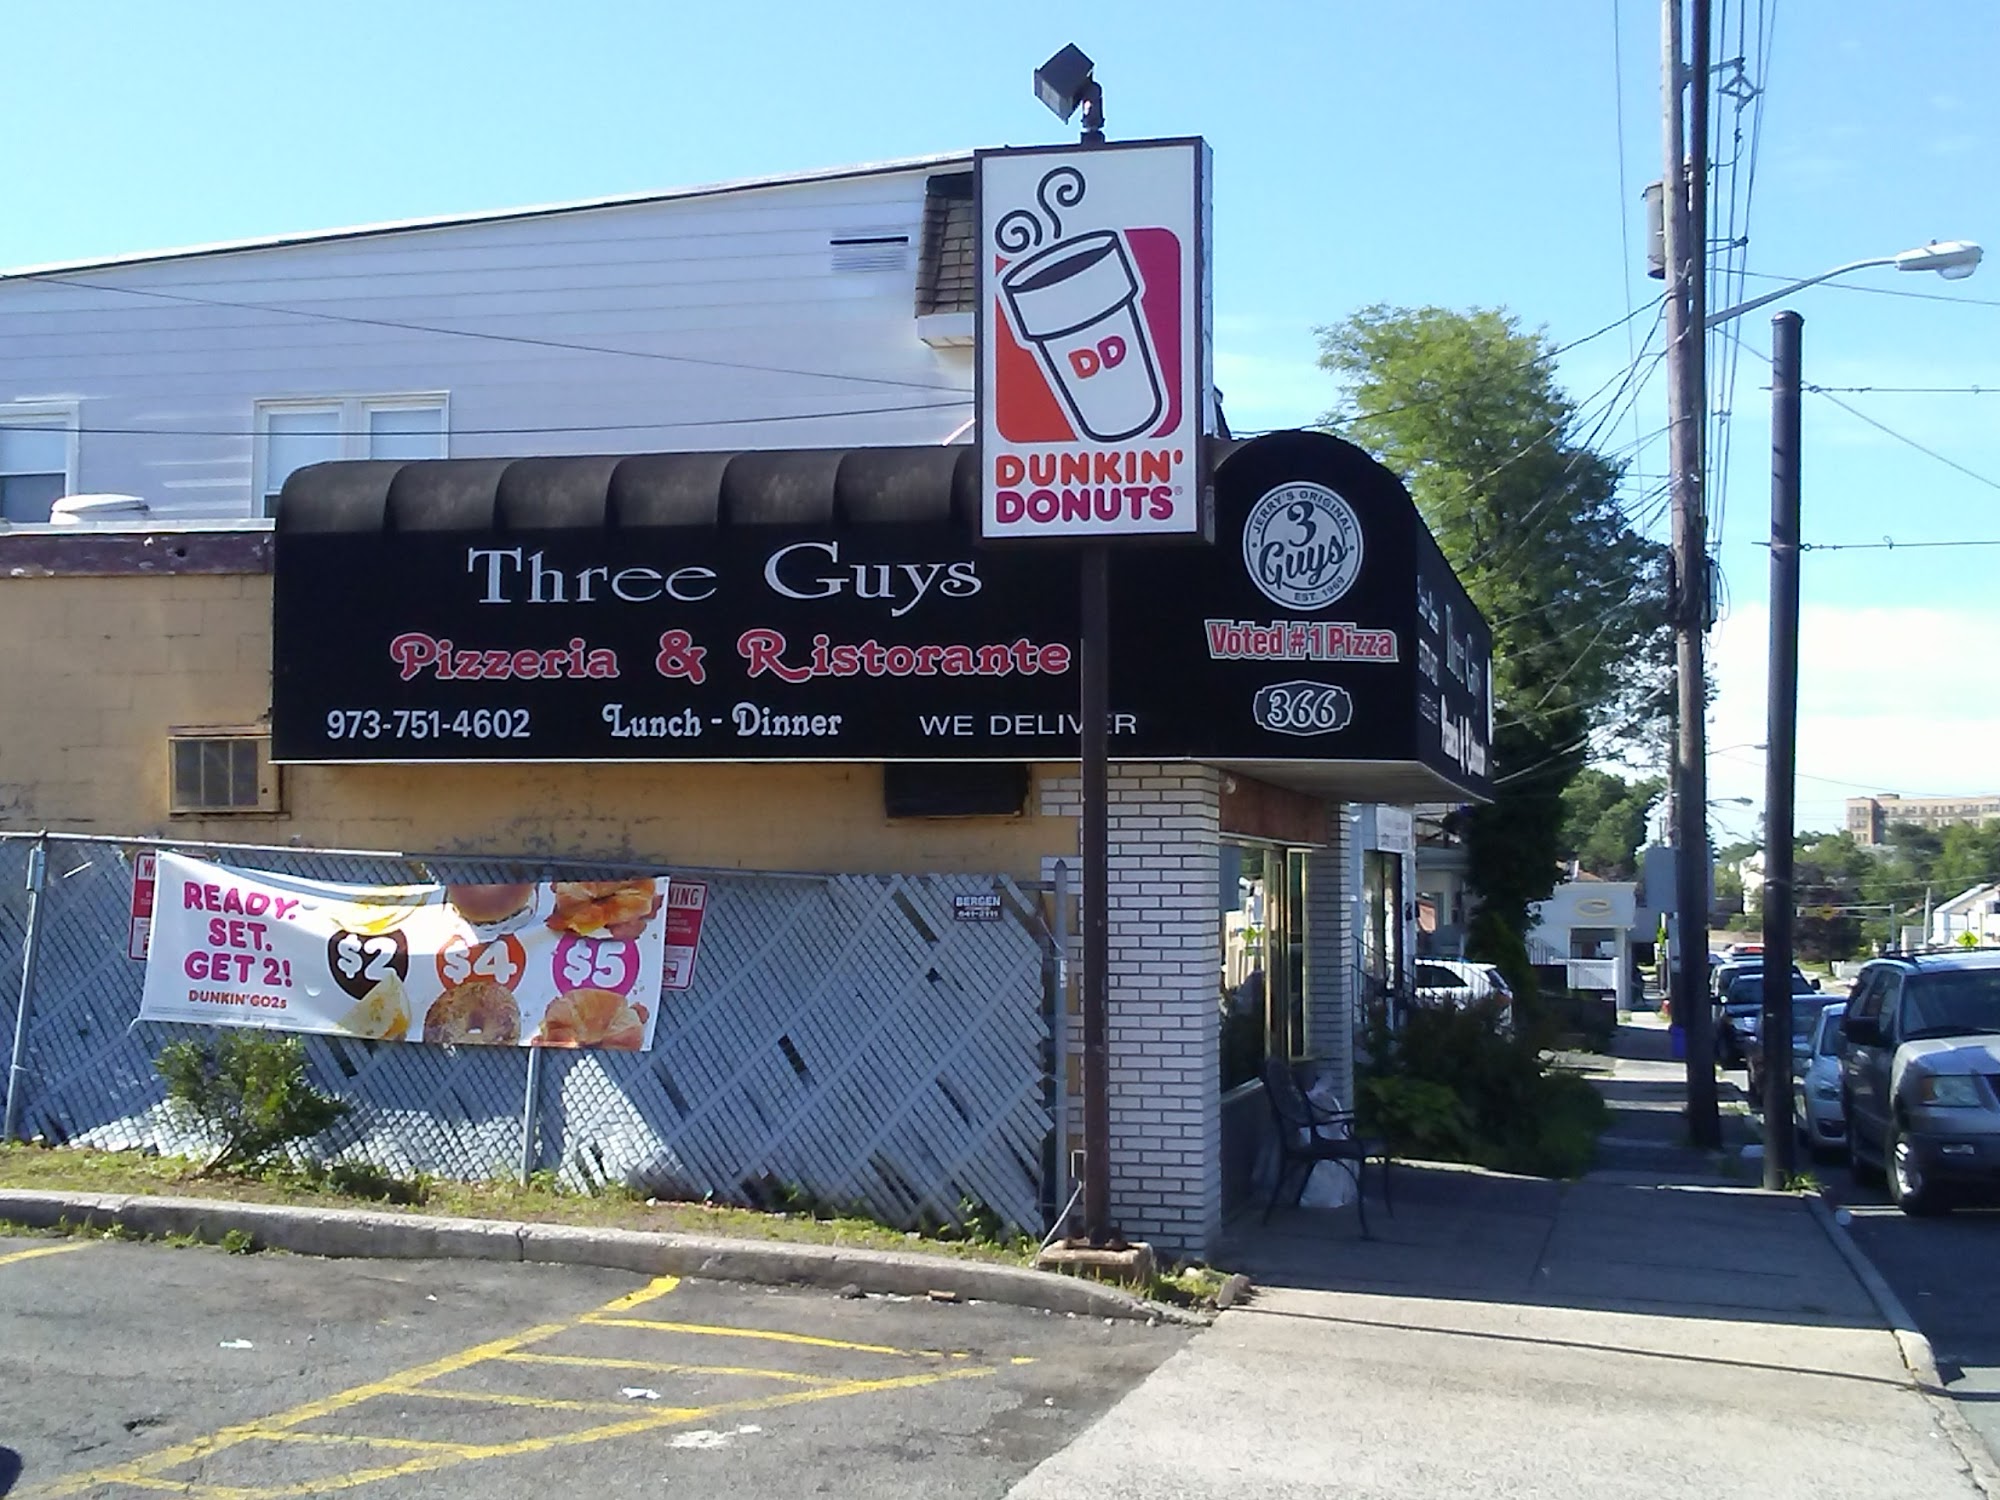 DD
DUNKIN'
DONUTS
Three Guys
Pizzeria & Ristorante
973-751-4602 Lunch - Dinner WE DELIVER
JERRY'S ORIGINAL
3
Guys
EST. 1969
Voted #1 Pizza
366
READY.
SET.
GET 2!
DUNKIN' GO2s
$2 $4 $5
BERGEN